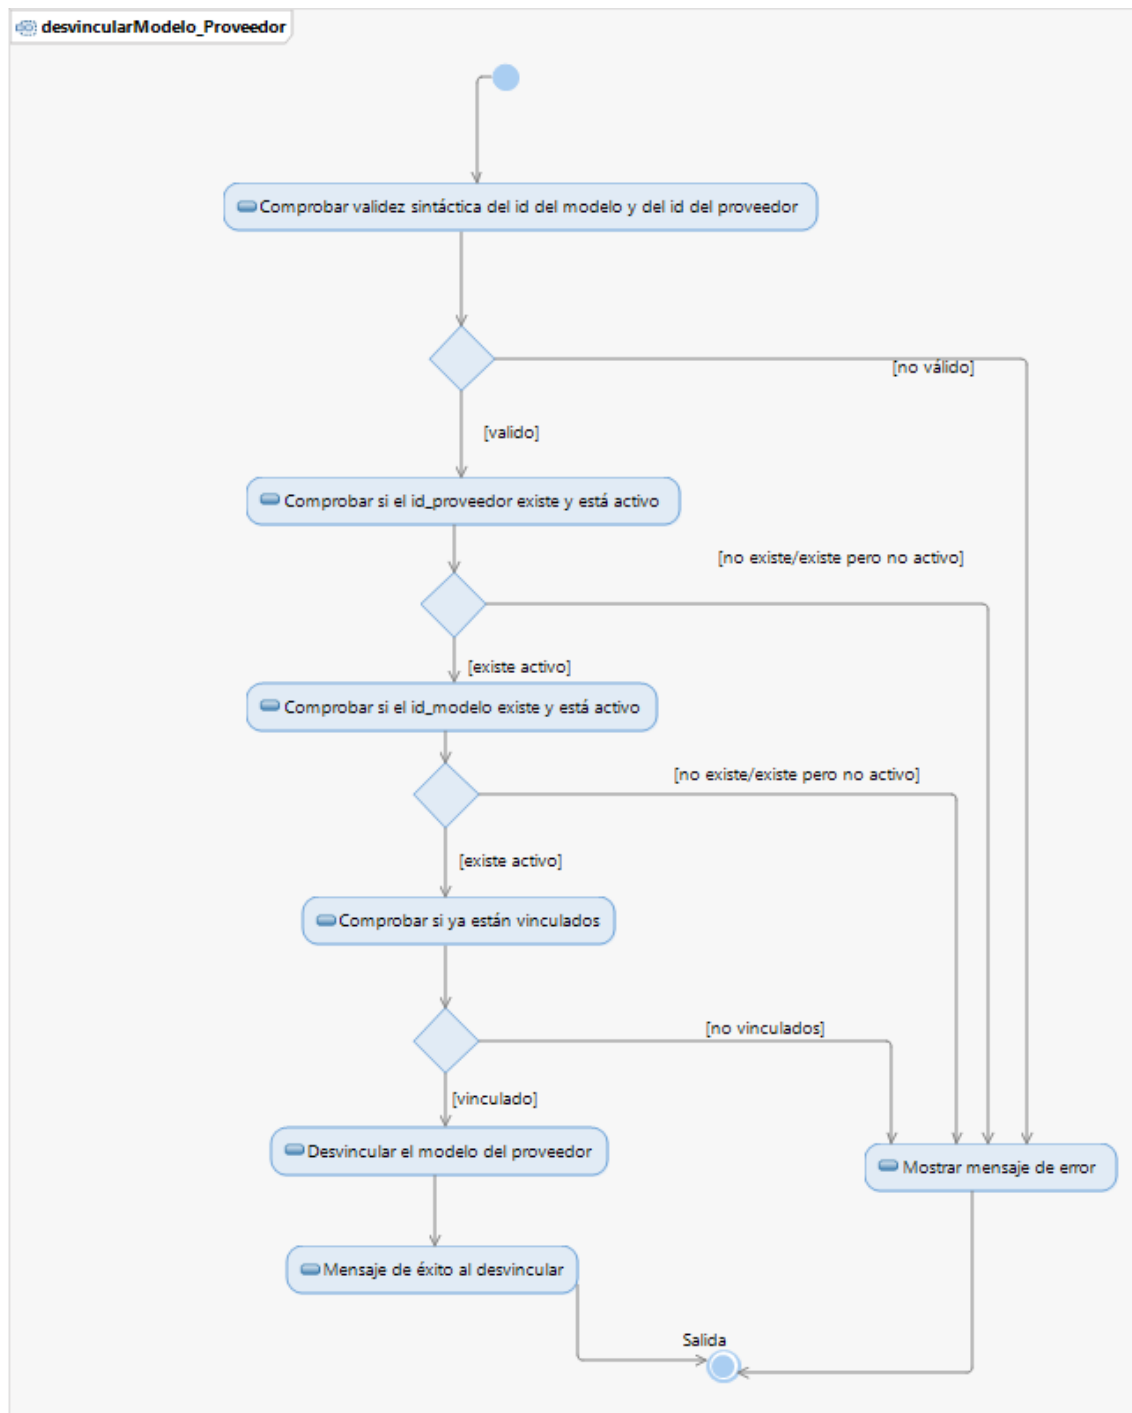 desvincularModelo_Proveedor
Comprobar validez sintáctica del id del modelo y del id del proveedor
[no válido]
[valido]
Comprobar si el id_proveedor existe y está activo
[no existe/existe pero no activo]
[existe activo]
Comprobar si el id_modelo existe y está activo
[no existe/existe pero no activo]
[existe activo]
Comprobar si ya están vinculados
[no vinculados]
[vinculado]
Desvincular el modelo del proveedor
Mostrar mensaje de error
Mensaje de éxito al desvincular
Salida